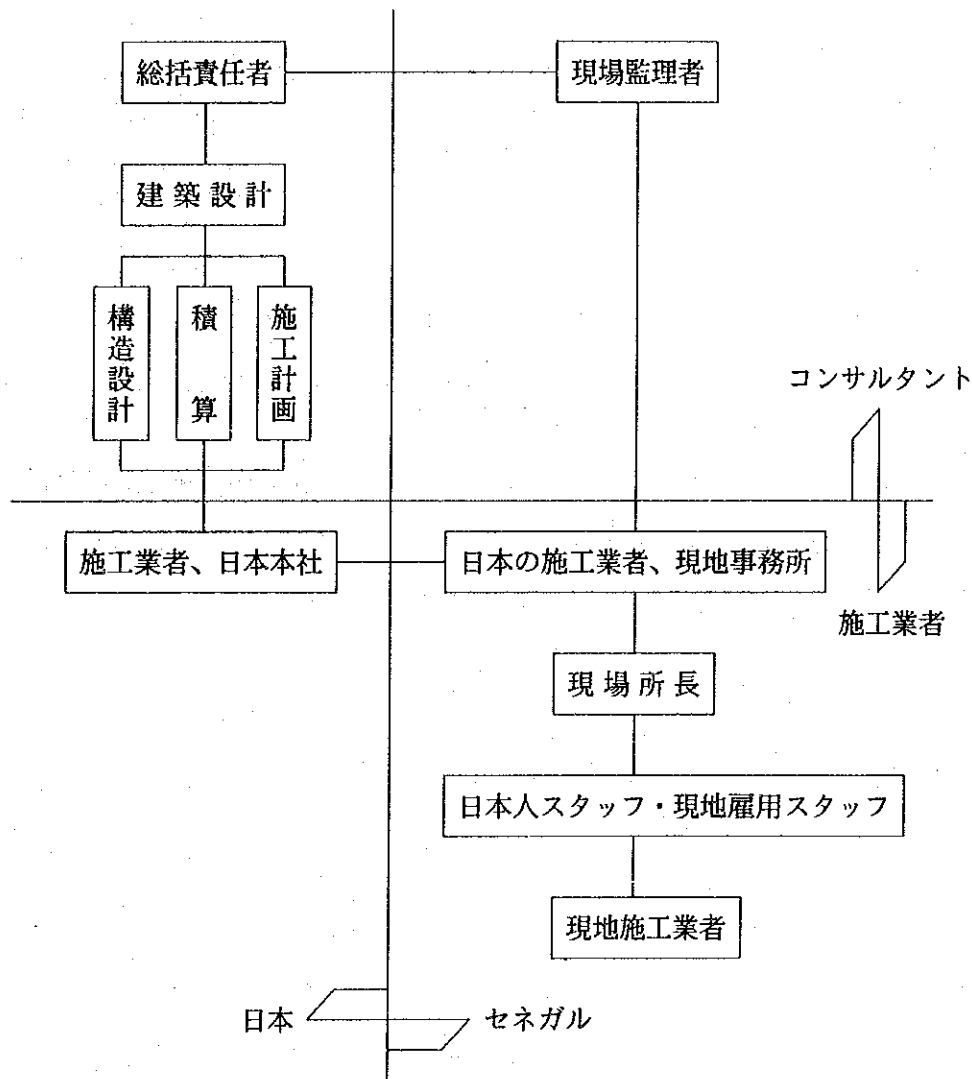 総括責任者
現場監理者
建築設計
構造設計
積算
施工計画
コンサルタント
施工業者、日本本社
日本の施工業者、現地事務所
施工業者
現場所長
日本人スタッフ・現地雇用スタッフ
現地施工業者
日本
セネガル